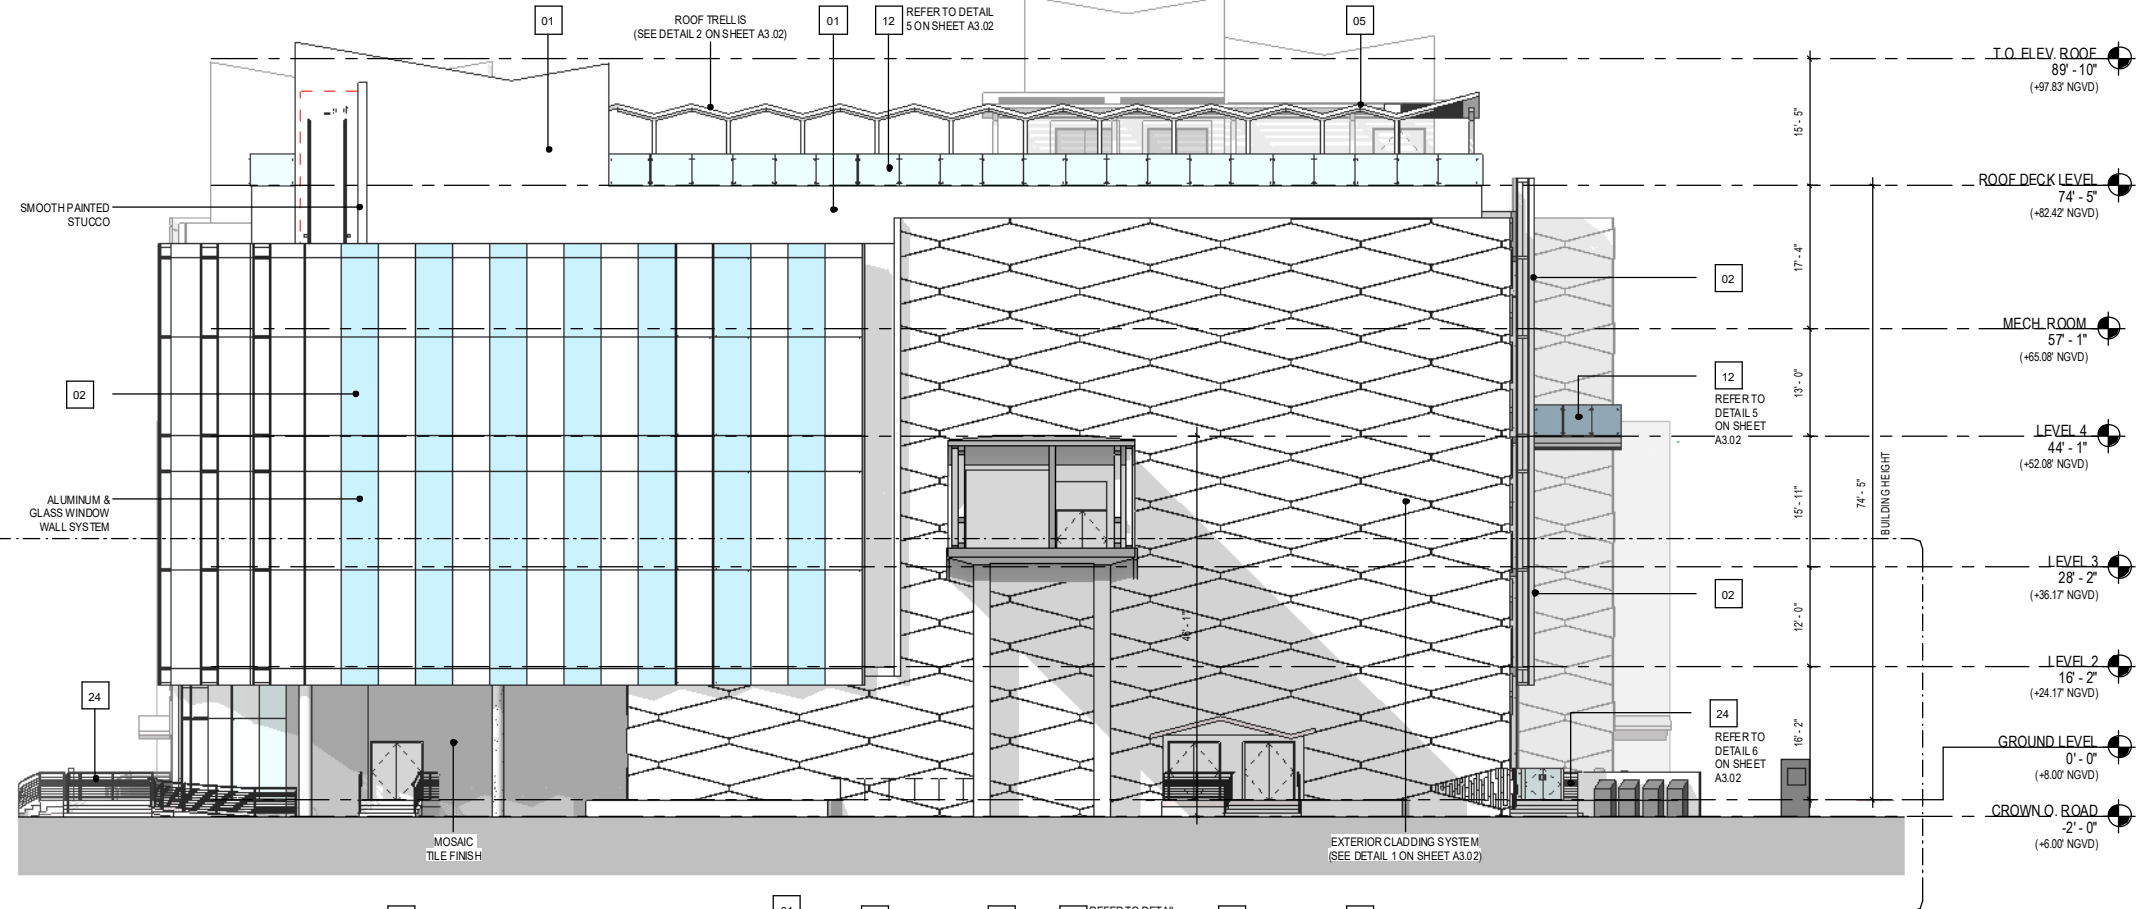 01
ROOF TRELLIS
(SEE DETAIL 2 ON SHEET A3.02)
01
12
REFER TO DETAIL
5 ON SHEET A3.02
05
T.O. ELEV. ROOF
89' - 10"
(+97.83' NGVD)
15' - 5"
ROOF DECK LEVEL
74' - 5"
(+82.42' NGVD)
SMOOTH PAINTED
STUCCO
17' - 4"
02
MECH. ROOM
57' - 1"
(+65.08' NGVD)
02
12
REFER TO
DETAIL 5
ON SHEET
A3.02
13' - 0"
LEVEL 4
44' - 1"
(+52.08' NGVD)
ALUMINUM &
GLASS WINDOW
WALL SYSTEM
15' - 11"
74' - 5"
BUILDING HEIGHT
LEVEL 3
28' - 2"
(+36.17' NGVD)
02
12' - 0"
LEVEL 2
16' - 2"
(+24.17' NGVD)
24
24
REFER TO
DETAIL 6
ON SHEET
A3.02
16' - 2"
GROUND LEVEL
0' - 0"
(+8.00' NGVD)
CROWN O. ROAD
-2' - 0"
(+6.00' NGVD)
MOSAIC
TILE FINISH
EXTERIOR CLADDING SYSTEM
(SEE DETAIL 1 ON SHEET A3.02)
REFER TO DETAIL